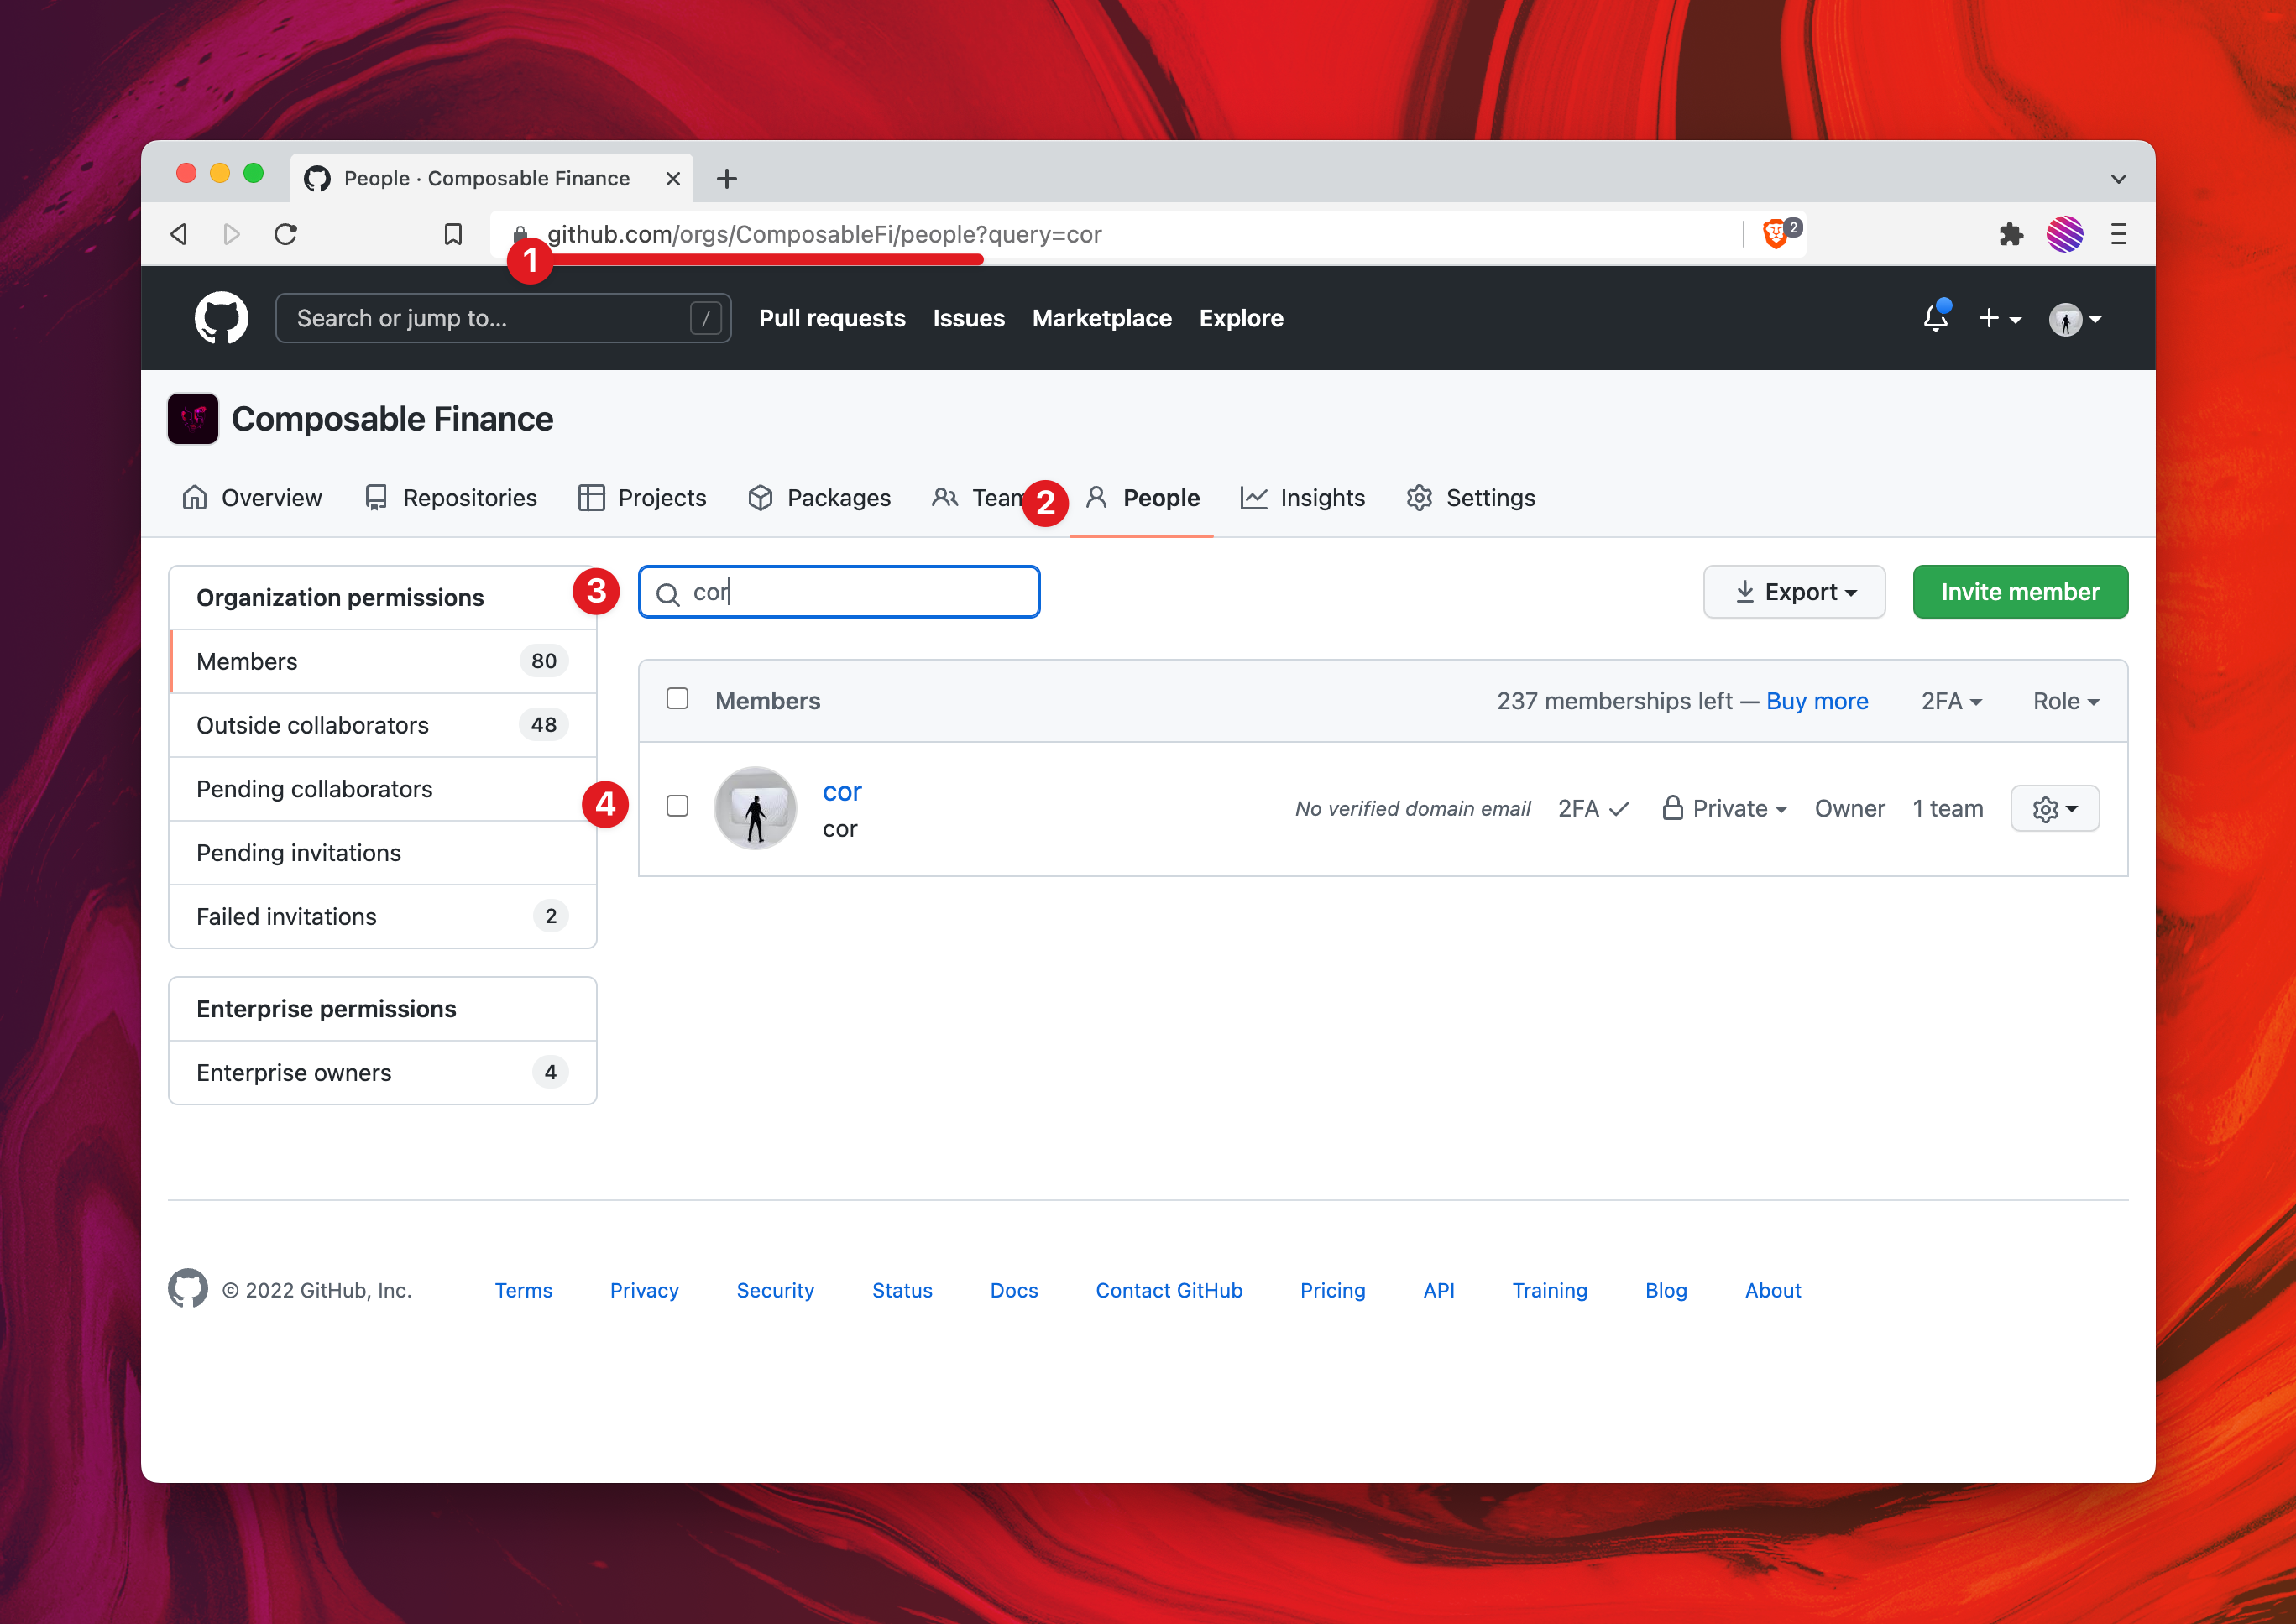 People · Composable Finance
github.com/orgs/ComposableFi/people?query=cor
2
1
Search or jump to...
/
Pull requests
Issues
Marketplace
Explore
Composable Finance
Overview
Repositories
Projects
Packages
Team
2
People
Insights
Settings
Organization permissions
3
cor
Export
Invite member
Members 80
Outside collaborators 48
Pending collaborators
Pending invitations
Failed invitations 2
Members
237 memberships left — Buy more
2FA
Role
4
cor
cor
No verified domain email
2FA
Private
Owner
1 team
Enterprise permissions
Enterprise owners 4
© 2022 GitHub, Inc.
Terms
Privacy
Security
Status
Docs
Contact GitHub
Pricing
API
Training
Blog
About